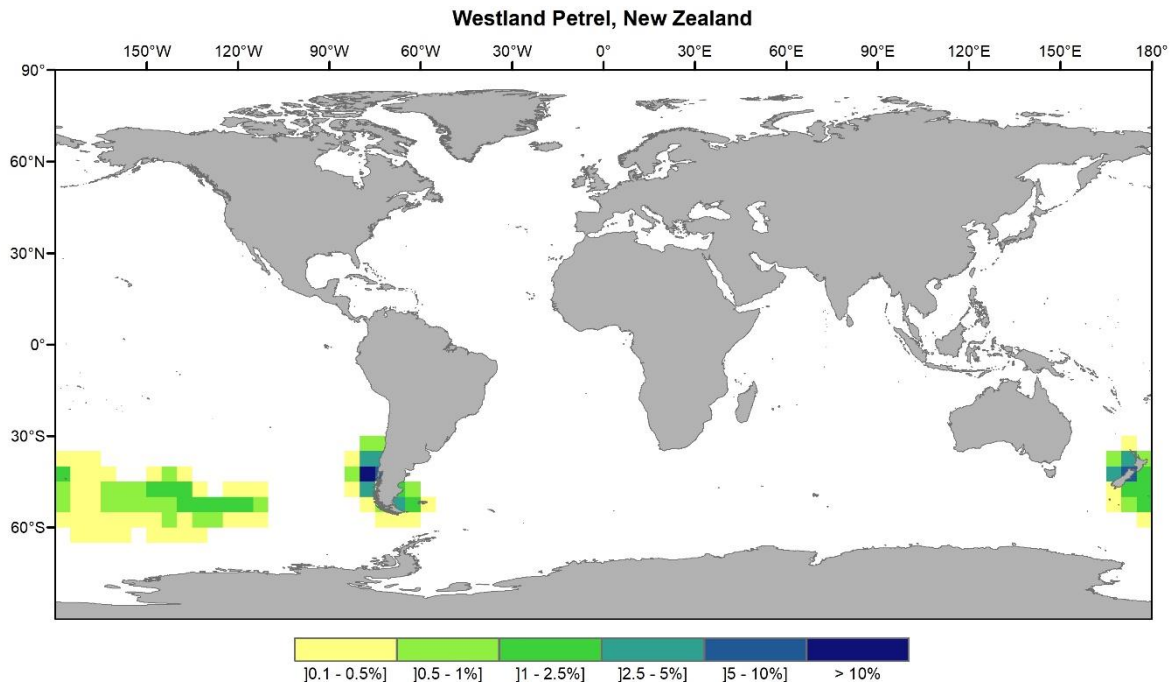 Westland Petrel, New Zealand
150°W 120°W 90°W 60°W 30°W 0° 30°E 60°E 90°E 120°E 150°E 180°
90°
60°N
30°N
0°
30°S
60°S
]0.1 - 0.5%] ]0.5 - 1%] ]1 - 2.5%] ]2.5 - 5%] ]5 - 10%] > 10%